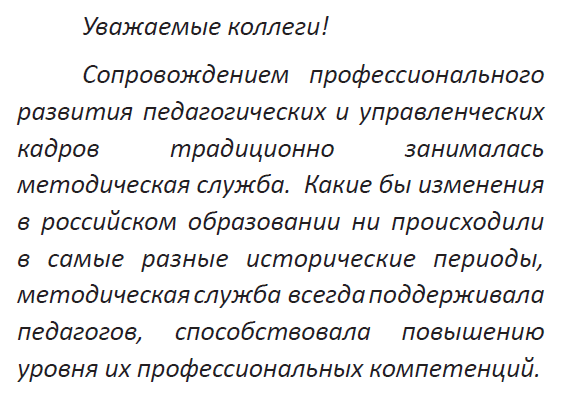 Уважаемые коллеги!
Сопровождением профессионального
развития педагогических и управленческих
кадров традиционно занималась
методическая служба. Какие бы изменения
в российском образовании ни происходили
в самые разные исторические периоды,
методическая служба всегда поддерживала
педагогов, способствовала повышению
уровня их профессиональных компетенций.